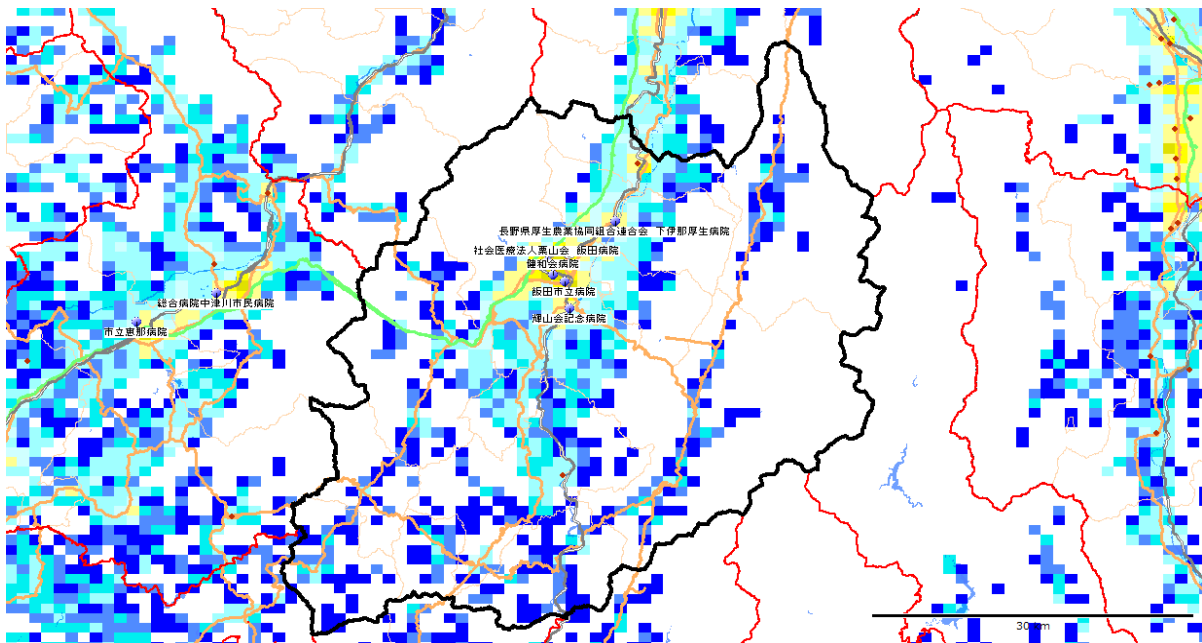 長野県厚生農業協同組合連合会 下伊那厚生病院
社会医療法人栗山会 飯田病院
健和会病院
飯田市立病院
輝山会記念病院
総合病院中津川市民病院
市立恵那病院
30 km